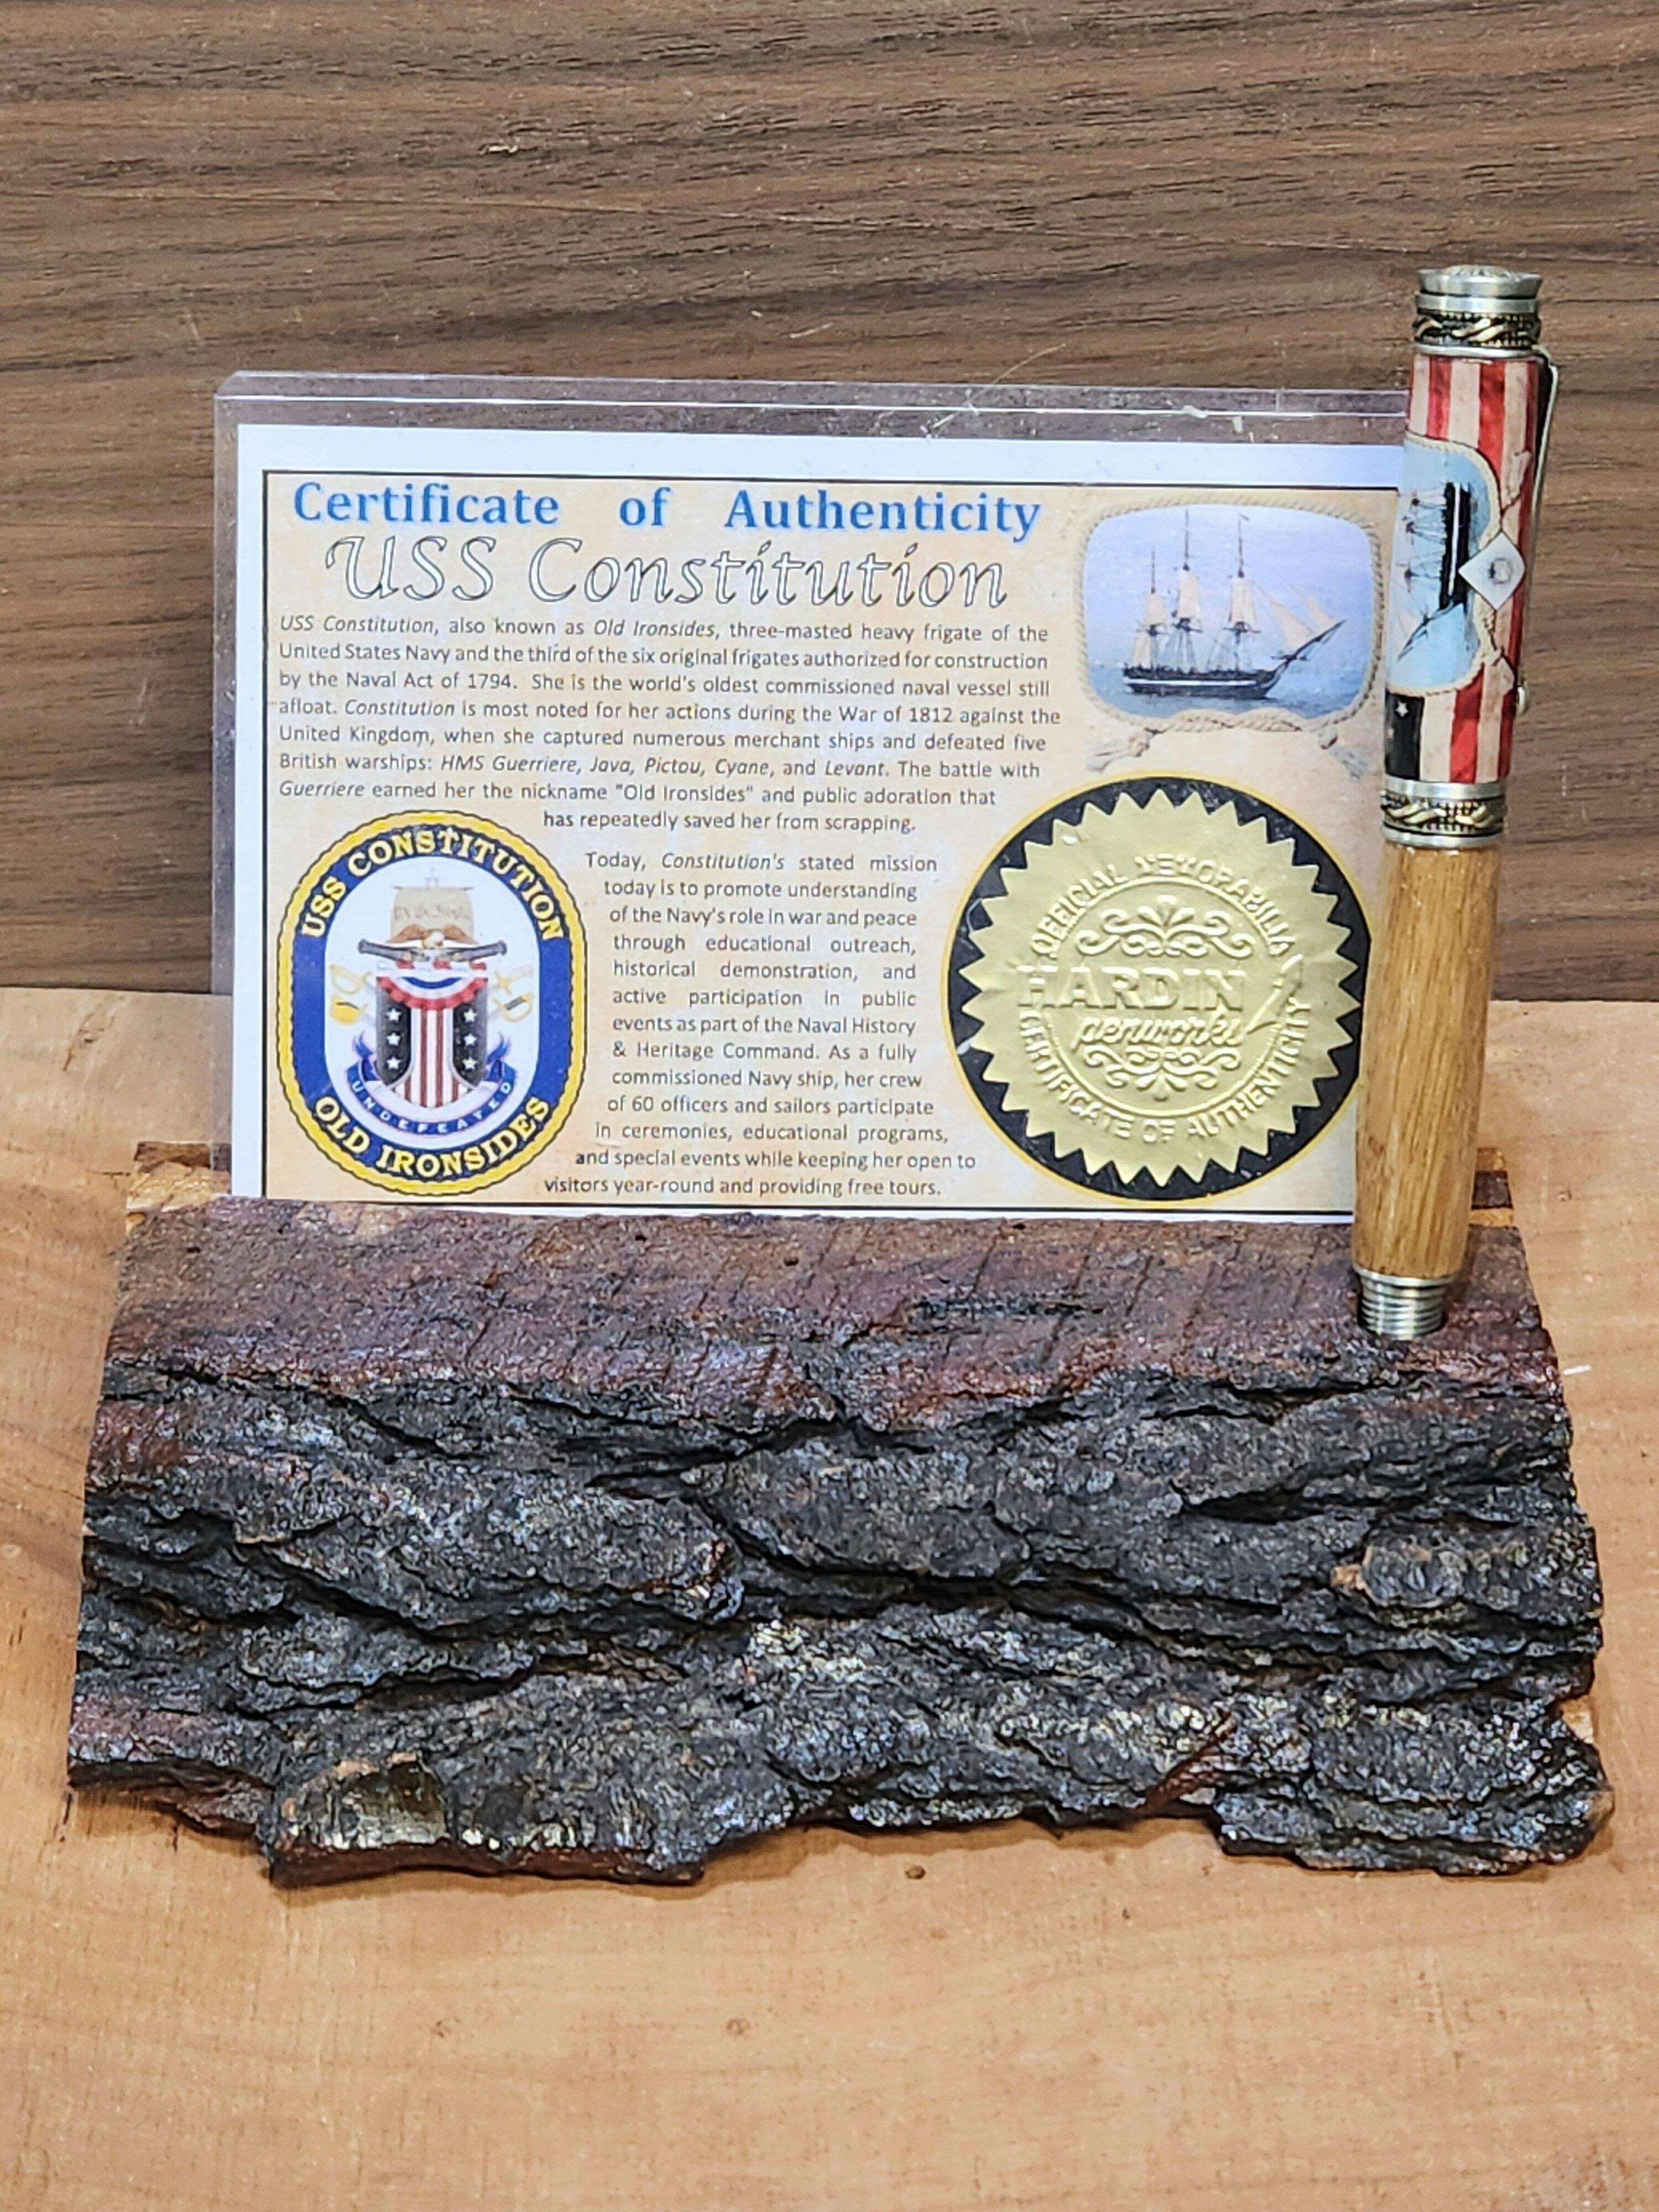 Certificate of Authenticity
USS Constitution
USS Constitution, also known as Old Ironsides, three-masted heavy frigate of the
United States Navy and the third of the six original frigates authorized for construction
by the Naval Act of 1794. She is the world's oldest commissioned naval vessel still
afloat. Constitution is most noted for her actions during the War of 1812 against the
United Kingdom, when she captured numerous merchant ships and defeated five
British warships: HMS Guerriere, Java, Pictou, Cyane, and Levant. The battle with
Guerriere earned her the nickname "Old Ironsides" and public adoration that
has repeatedly saved her from scrapping.
Today, Constitution's stated mission
today is to promote understanding
of the Navy's role in war and peace
through educational outreach,
historical demonstration, and
active participation in public
events as part of the Naval History
& Heritage Command. As a fully
commissioned Navy ship, her crew
of 60 officers and sailors participate
in ceremonies, educational programs,
and special events while keeping her open to
visitors year-round and providing free tours.
USS CONSTITUTION
UNDEFEATED
OLD IRONSIDES
OFFICIAL MEMORABILIA
HARDIN
penworks
CERTIFICATE OF AUTHENTICITY